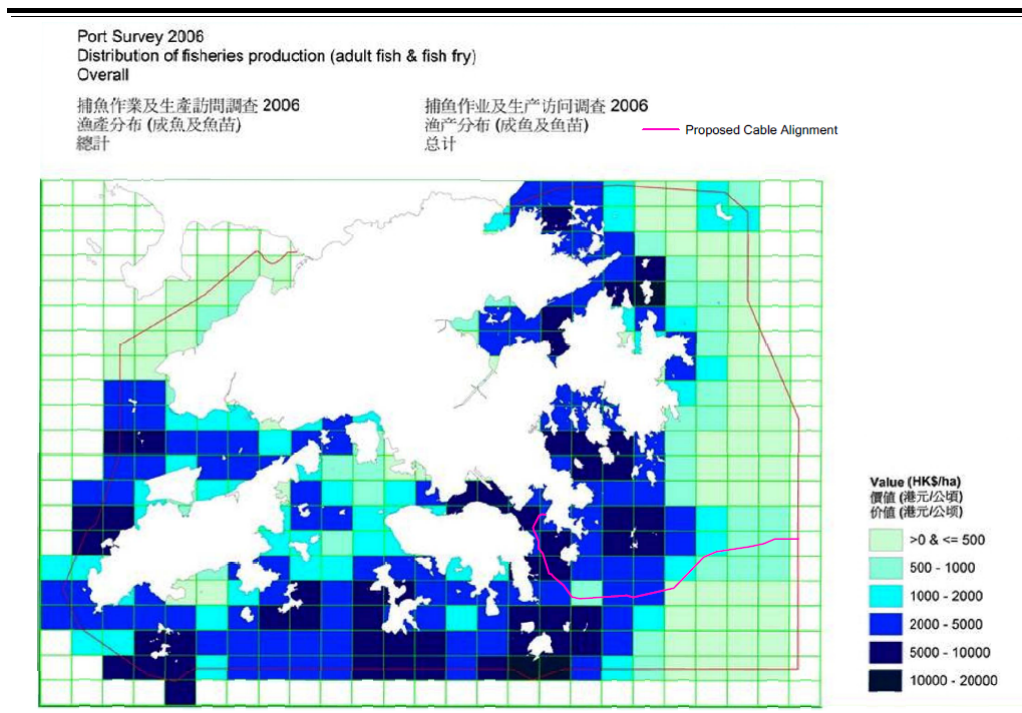 Port Survey 2006
Distribution of fisheries production (adult fish & fish fry)
Overall
捕魚作業及生產訪問調查 2006
漁產分布 (成魚及魚苗)
總計
捕鱼作业及生产访问调查 2006
渔产分布 (成鱼及鱼苗)
总计
Proposed Cable Alignment
Value (HK$/ha)
價值 (港元/公頃)
价值 (港元/公顷)
>0 & <= 500
500 - 1000
1000 - 2000
2000 - 5000
5000 - 10000
10000 - 20000